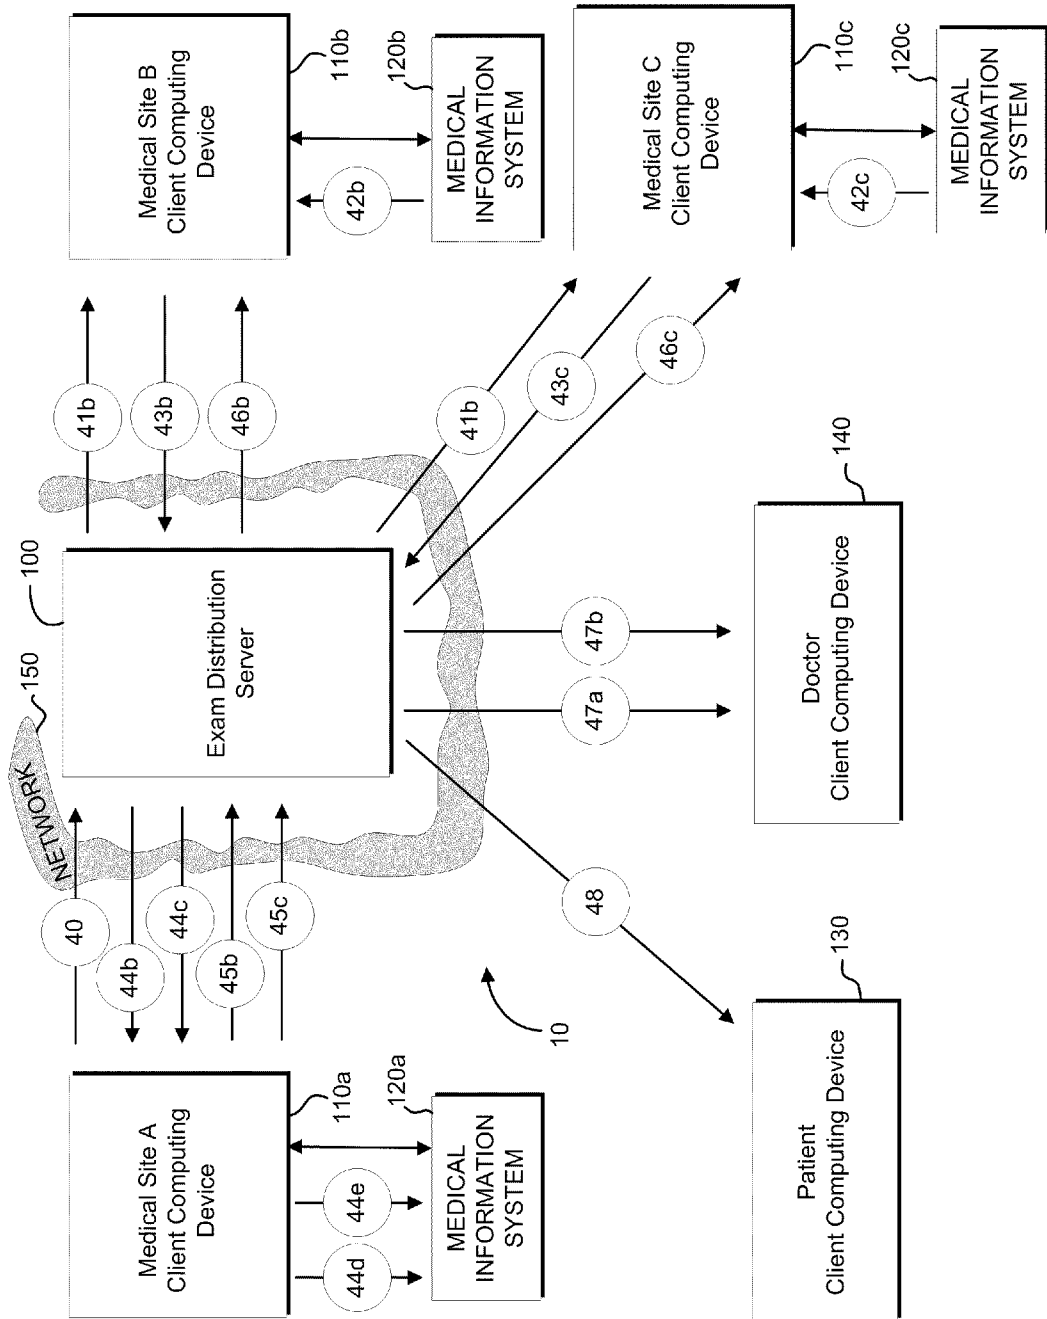 NETWORK
150
100
Medical Site A
Client Computing
Device
40
44b
44c
45b
45c
Exam Distribution
Server
41b
43b
46b
Medical Site B
Client Computing
Device
110a
44d
44e
120a
MEDICAL
INFORMATION
SYSTEM
110b
42b
120b
MEDICAL
INFORMATION
SYSTEM
10
41b
43c
46c
48
47a
47b
Medical Site C
Client Computing
Device
110c
42c
120c
MEDICAL
INFORMATION
SYSTEM
130
Patient
Client Computing Device
140
Doctor
Client Computing Device